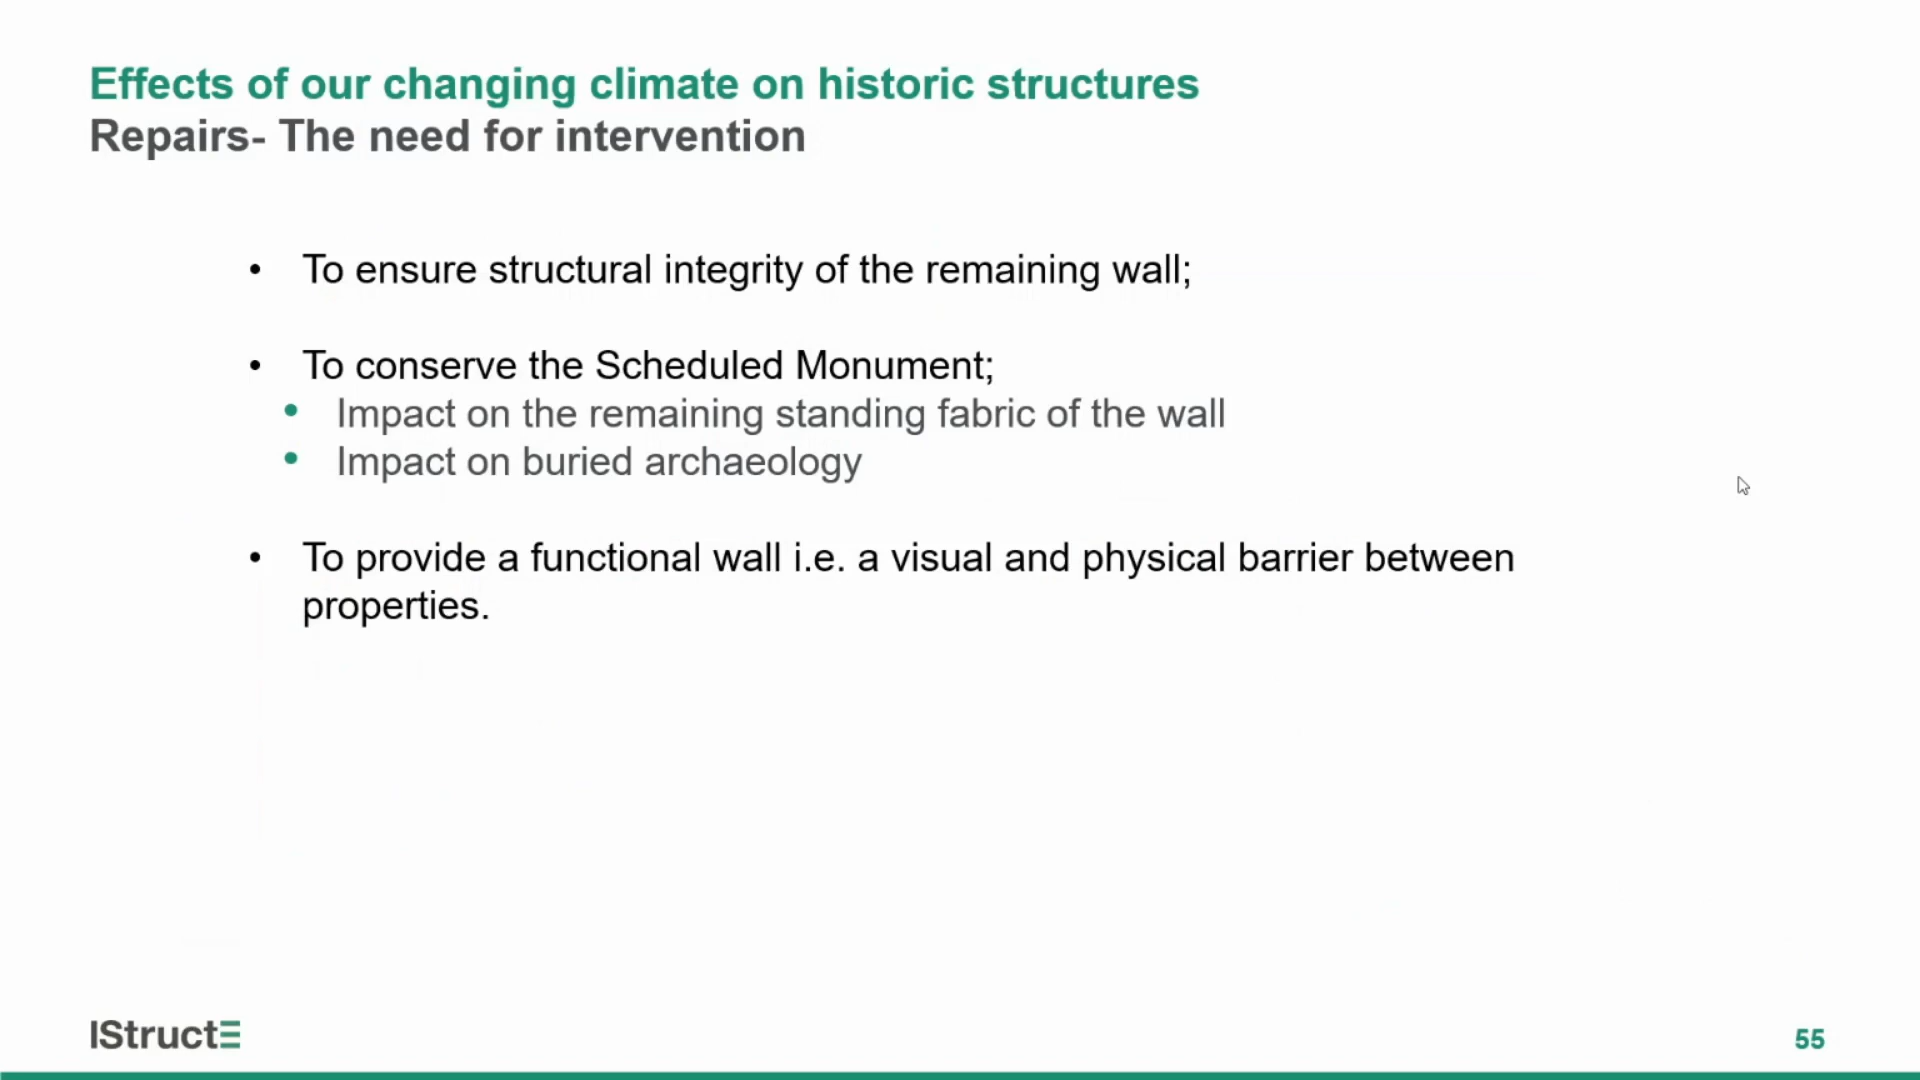 Effects of our changing climate on historic structures
Repairs- The need for intervention
• To ensure structural integrity of the remaining wall;
• To conserve the Scheduled Monument;
• Impact on the remaining standing fabric of the wall
• Impact on buried archaeology
• To provide a functional wall i.e. a visual and physical barrier between
properties.
IStructE
55